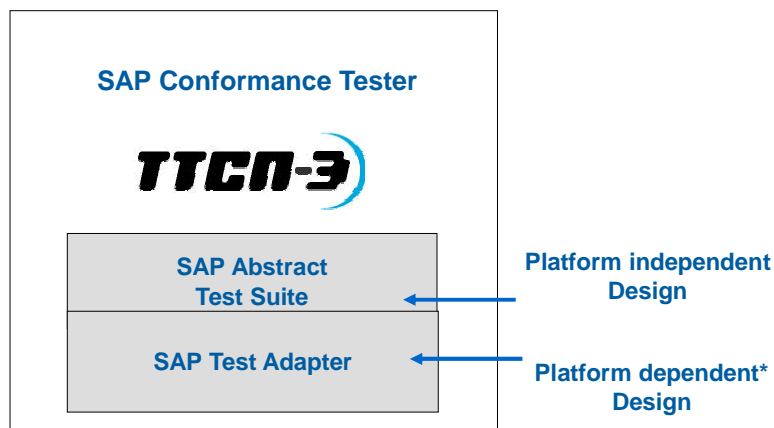 SAP Conformance Tester
TTCN-3
SAP Abstract
Test Suite
Platform independent
Design
SAP Test Adapter
Platform dependent*
Design